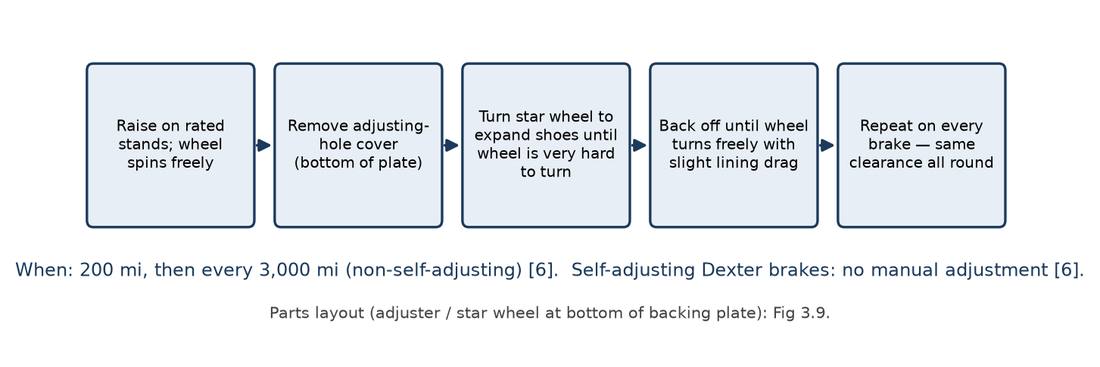 Raise on rated
stands; wheel
spins freely
Remove adjusting-
hole cover
(bottom of plate)
Turn star wheel to
expand shoes until
wheel is very hard
to turn
Back off until wheel
turns freely with
slight lining drag
Repeat on every
brake — same
clearance all round
When: 200 mi, then every 3,000 mi (non-self-adjusting) [6].  Self-adjusting Dexter brakes: no manual adjustment [6].
Parts layout (adjuster / star wheel at bottom of backing plate): Fig 3.9.